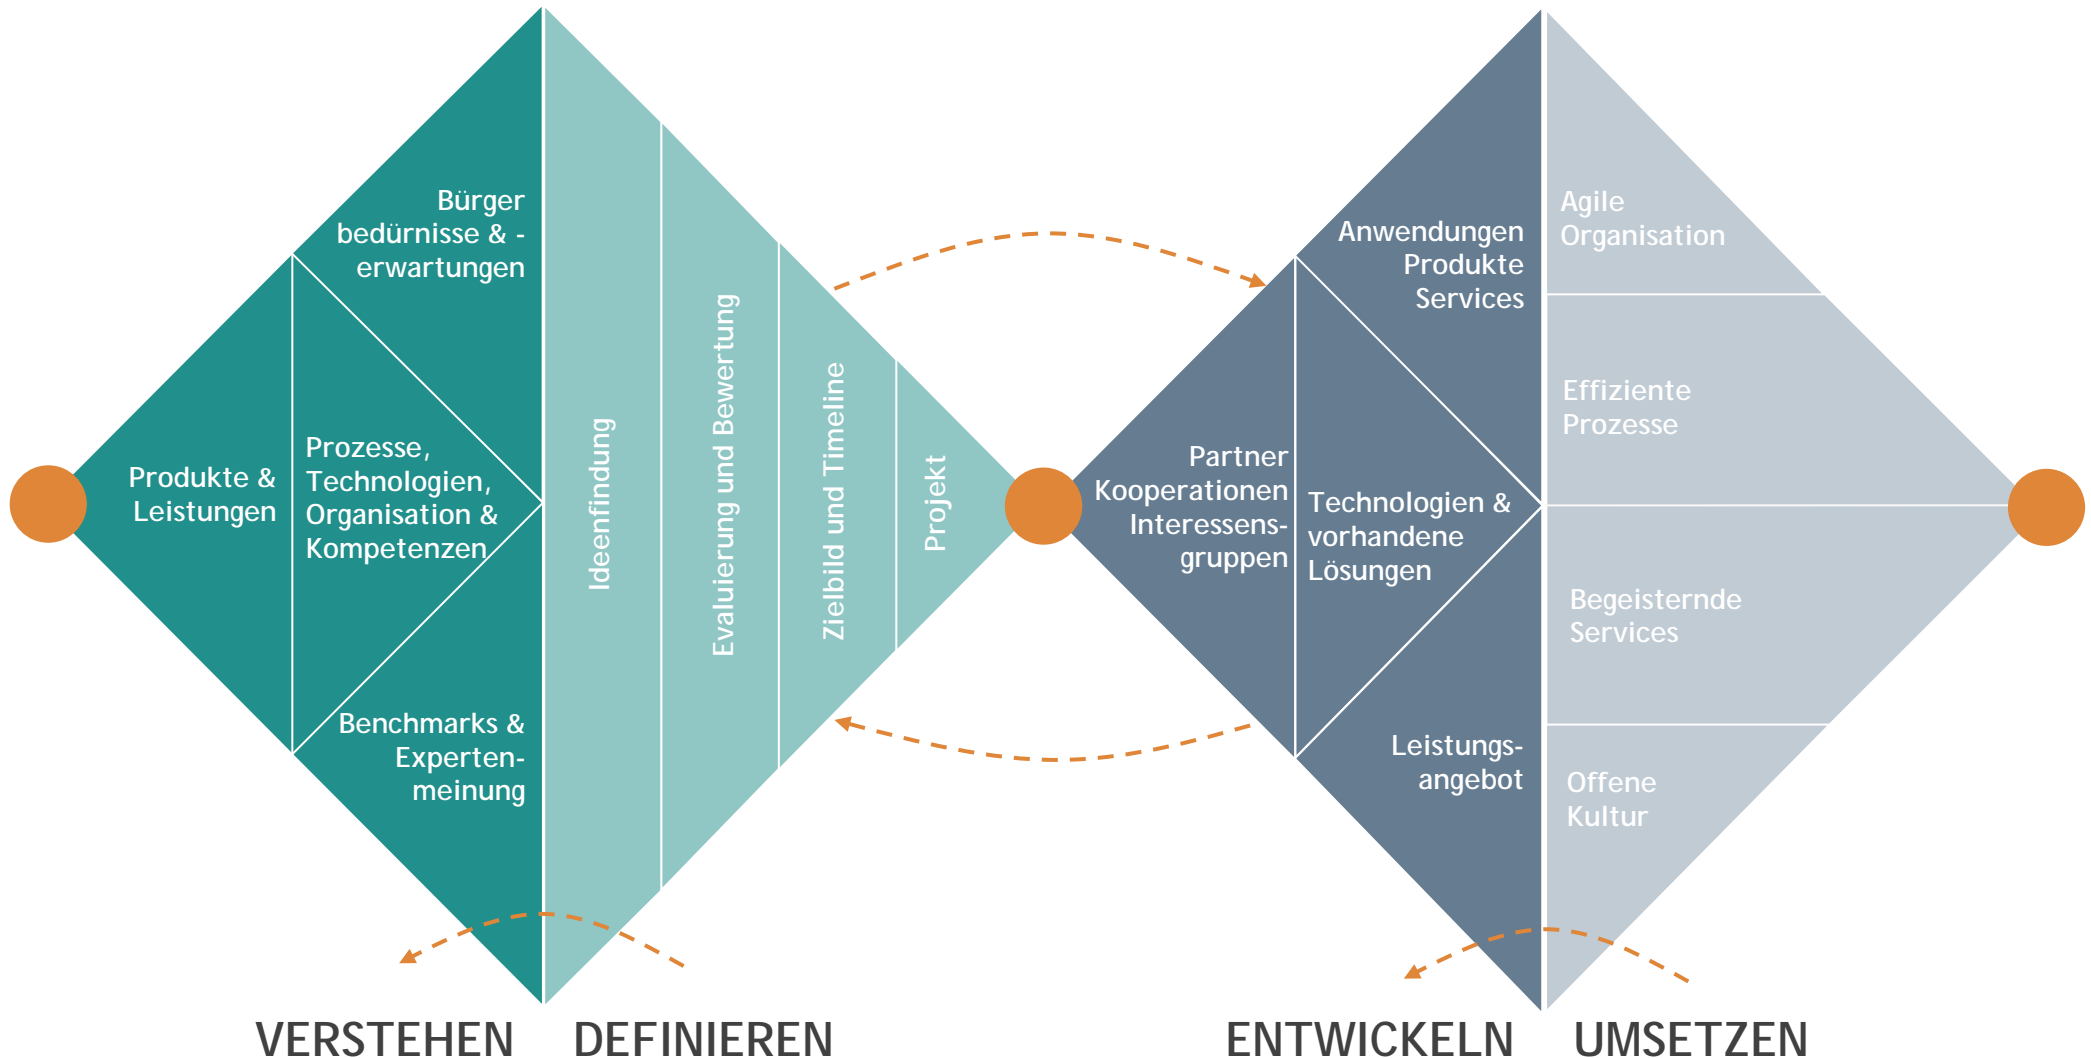 Bürger
bedürnisse & -
erwartungen
Produkte &
Leistungen
Prozesse,
Technologien,
Organisation &
Kompetenzen
Benchmarks &
Experten-
meinung
Ideenfindung
Evaluierung und Bewertung
Zielbild und Timeline
Projekt
Anwendungen
Produkte
Services
Partner
Kooperationen
Interessens-
gruppen
Technologien &
vorhandene
Lösungen
Leistungs-
angebot
Agile
Organisation
Effiziente
Prozesse
Begeisternde
Services
Offene
Kultur
VERSTEHEN
DEFINIEREN
ENTWICKELN
UMSETZEN